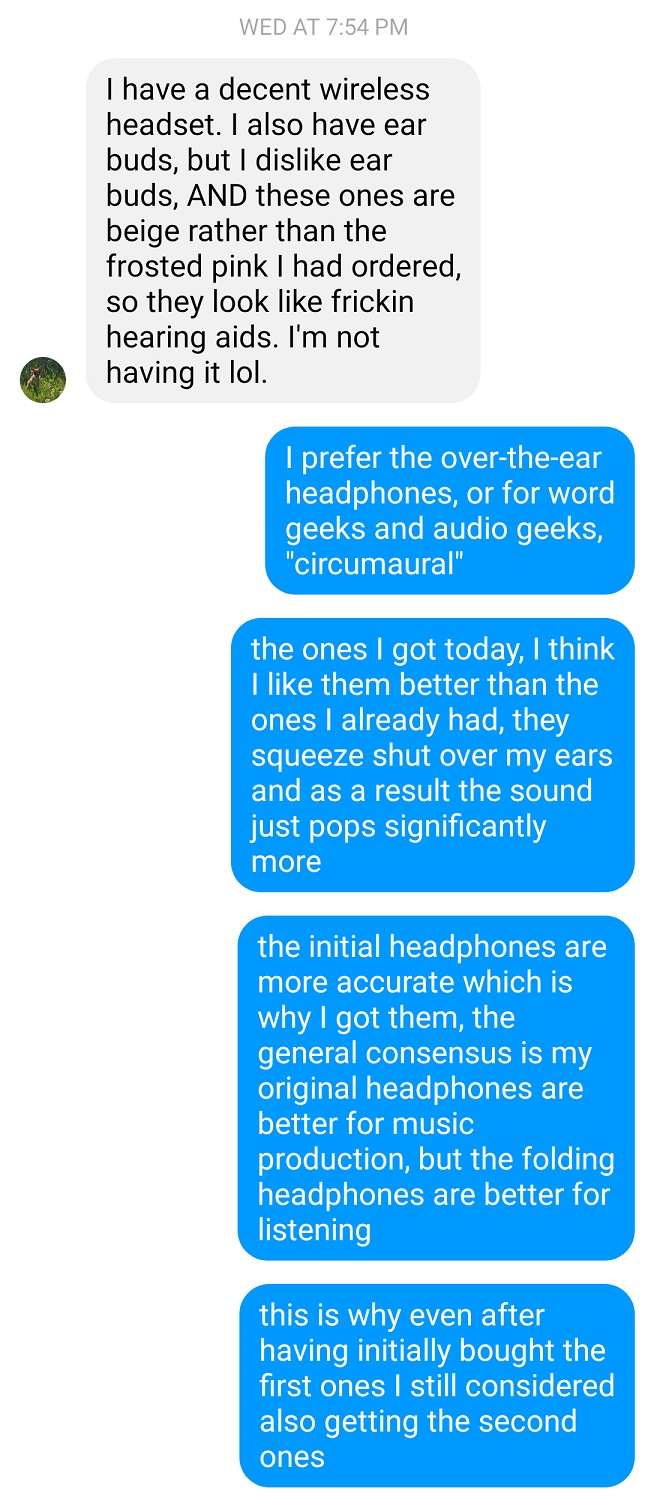 WED AT 7:54 PM
I have a decent wireless
headset. I also have ear
buds, but I dislike ear
buds, AND these ones are
beige rather than the
frosted pink I had ordered,
so they look like frickin
hearing aids. I'm not
having it lol.
I prefer the over-the-ear
headphones, or for word
geeks and audio geeks,
"circumaural"
the ones I got today, I think
I like them better than the
ones I already had, they
squeeze shut over my ears
and as a result the sound
just pops significantly
more
the initial headphones are
more accurate which is
why I got them, the
general consensus is my
original headphones are
better for music
production, but the folding
headphones are better for
listening
this is why even after
having initially bought the
first ones I still considered
also getting the second
ones